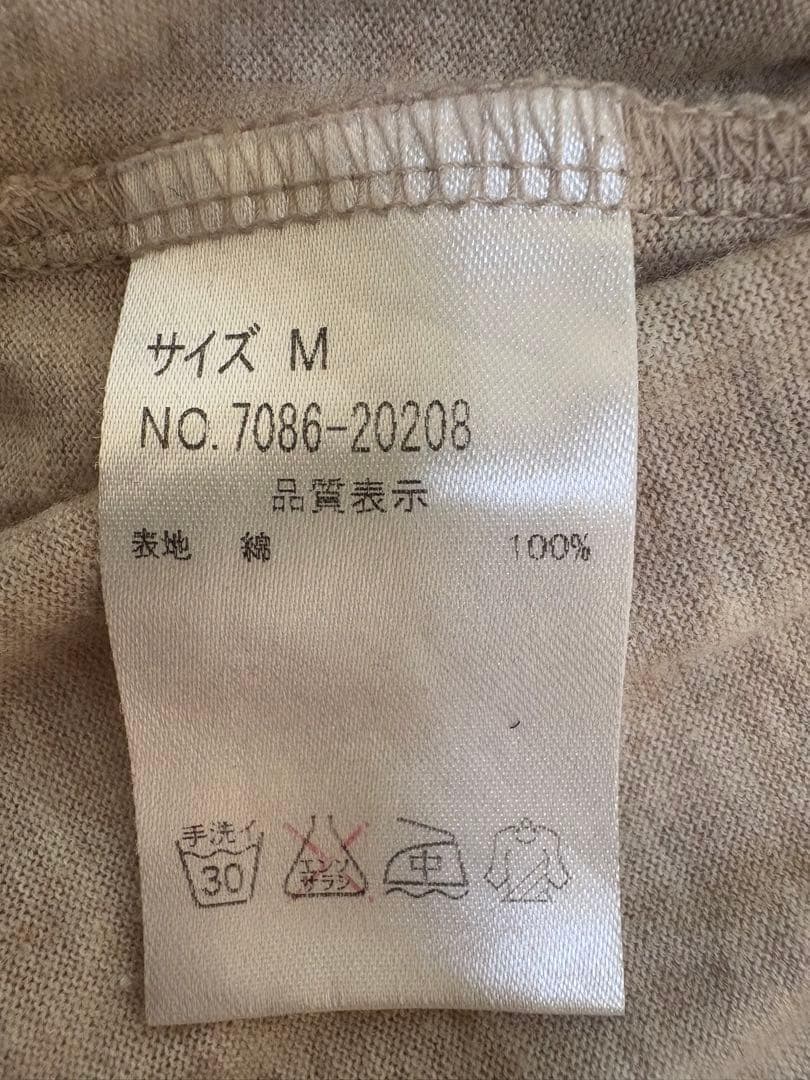 サイズ M
NO.7086-20208
品質表示
表地 綿 100%
手洗イ
30
エンソ
サラシ
中